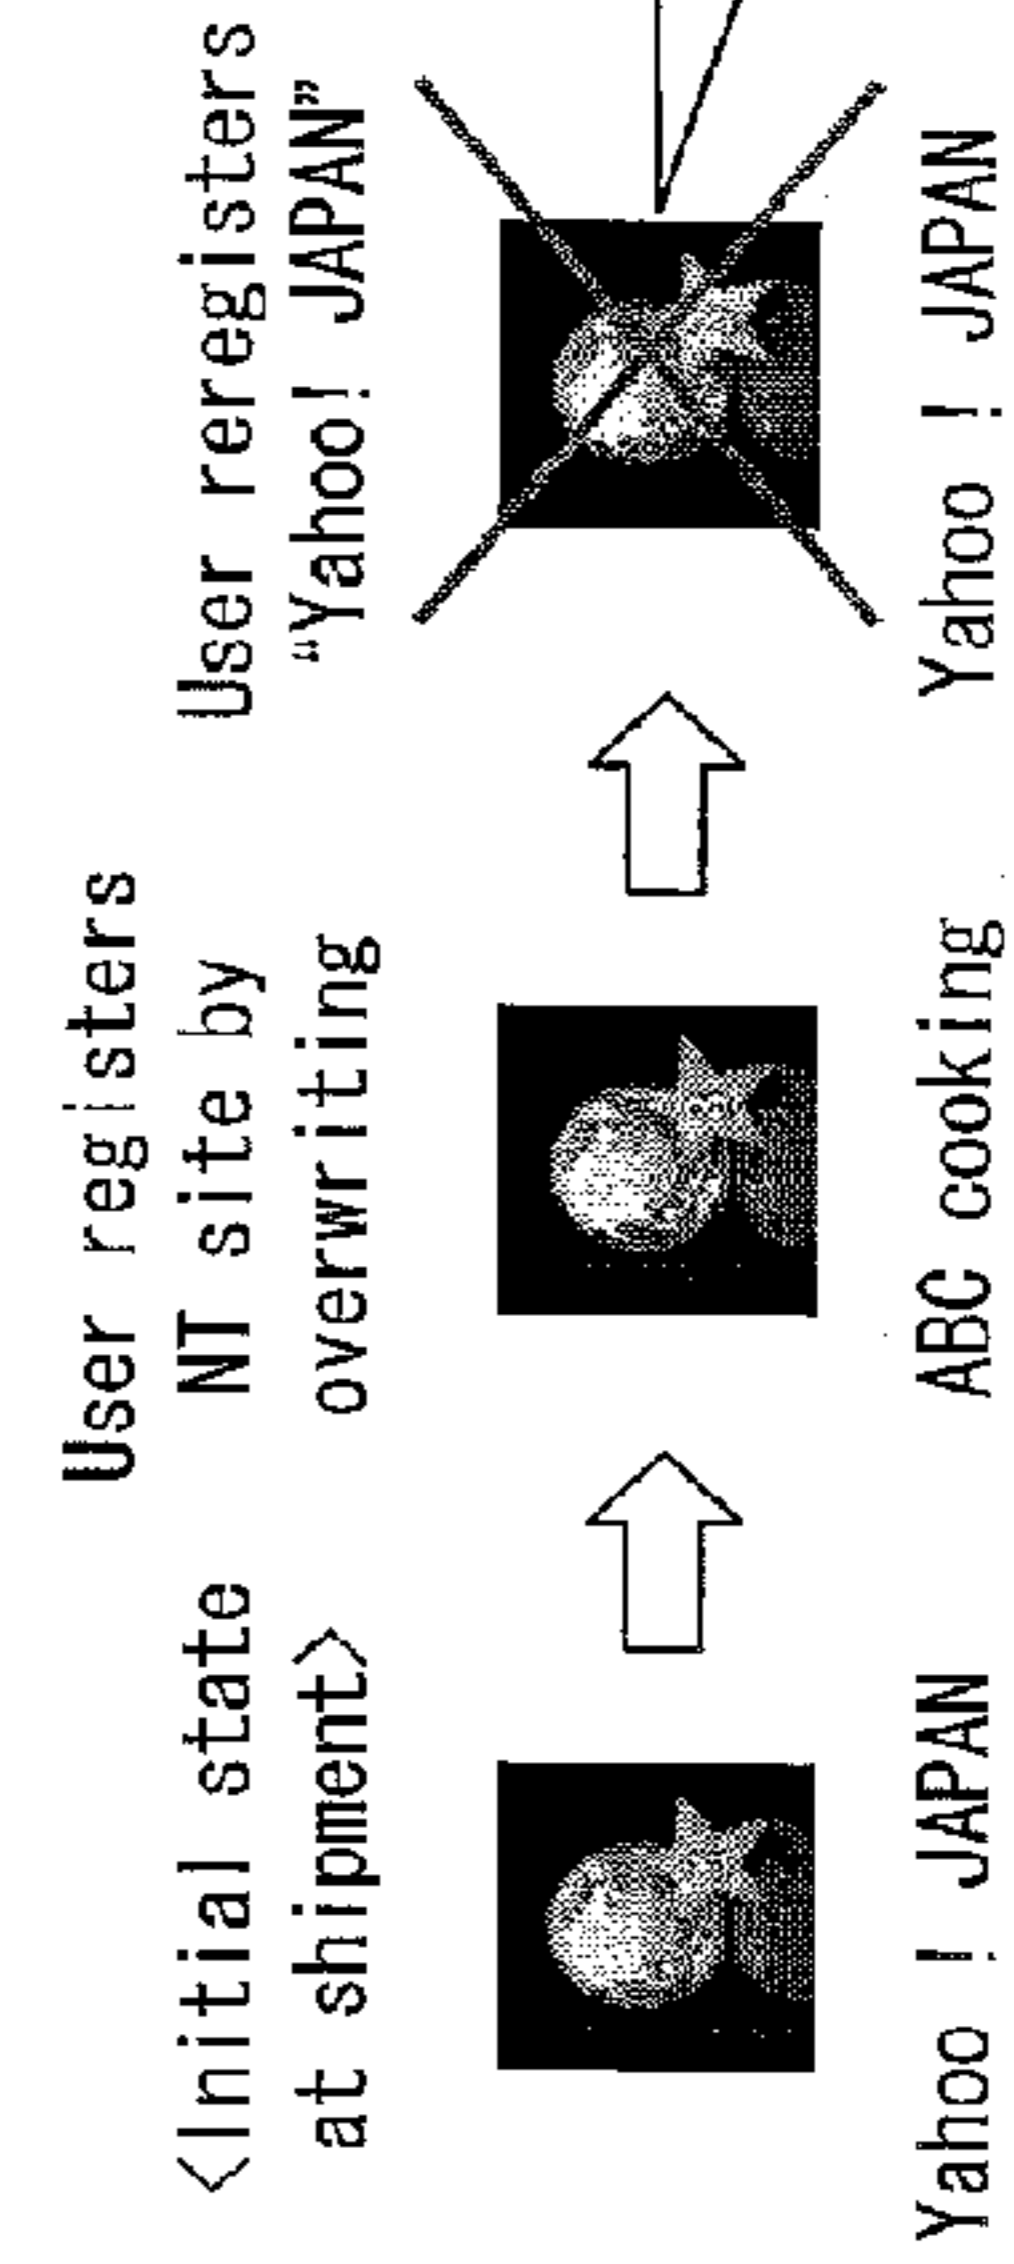 <Initial state
at shipment>
Yahoo ! JAPAN
User registers
NT site by
overwriting
ABC cooking
User reregisters
“Yahoo! JAPAN”
Yahoo ! JAPAN